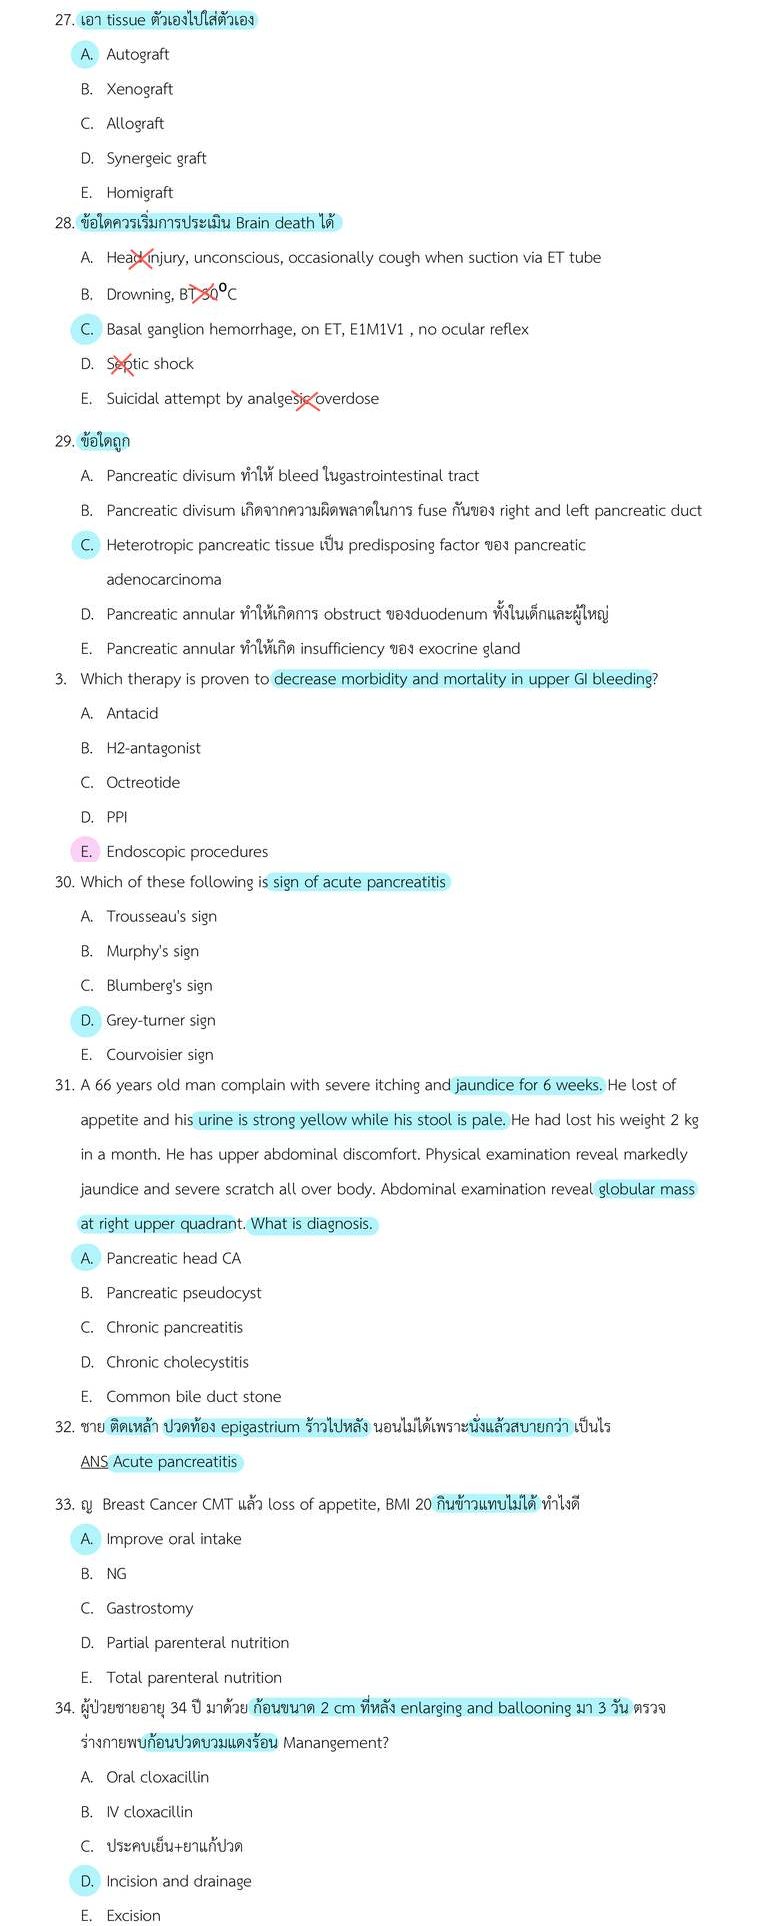 27. เอา tissue ตัวเองไปใส่ตัวเอง
A. Autograft
B. Xenograft
C. Allograft
D. Synergeic graft
E. Homigraft
28. ข้อใดควรเริ่มการประเมิน Brain death ได้
A. Head injury, unconscious, occasionally cough when suction via ET tube
B. Drowning, BT 30⁰C
C. Basal ganglion hemorrhage, on ET, E1M1V1 , no ocular reflex
D. Septic shock
E. Suicidal attempt by analgesic overdose
29. ข้อใดถูก
A. Pancreatic divisum ทำให้ bleed ในgastrointestinal tract
B. Pancreatic divisum เกิดจากความผิดพลาดในการ fuse กันของ right and left pancreatic duct
C. Heterotropic pancreatic tissue เป็น predisposing factor ของ pancreatic
adenocarcinoma
D. Pancreatic annular ทำให้เกิดการ obstruct ของduodenum ทั้งในเด็กและผู้ใหญ่
E. Pancreatic annular ทำให้เกิด insufficiency ของ exocrine gland
3. Which therapy is proven to decrease morbidity and mortality in upper GI bleeding?
A. Antacid
B. H2-antagonist
C. Octreotide
D. PPI
E. Endoscopic procedures
30. Which of these following is sign of acute pancreatitis
A. Trousseau's sign
B. Murphy's sign
C. Blumberg's sign
D. Grey-turner sign
E. Courvoisier sign
31. A 66 years old man complain with severe itching and jaundice for 6 weeks. He lost of
appetite and his urine is strong yellow while his stool is pale. He had lost his weight 2 kg
in a month. He has upper abdominal discomfort. Physical examination reveal markedly
jaundice and severe scratch all over body. Abdominal examination reveal globular mass
at right upper quadrant. What is diagnosis.
A. Pancreatic head CA
B. Pancreatic pseudocyst
C. Chronic pancreatitis
D. Chronic cholecystitis
E. Common bile duct stone
32. ชาย ติดเหล้า ปวดท้อง epigastrium ร้าวไปหลัง นอนไม่ได้เพราะนั่งแล้วสบายกว่า เป็นไร
ANS Acute pancreatitis
33. ญ Breast Cancer CMT แล้ว loss of appetite, BMI 20 กินข้าวแทบไม่ได้ ทำไงดี
A. Improve oral intake
B. NG
C. Gastrostomy
D. Partial parenteral nutrition
E. Total parenteral nutrition
34. ผู้ป่วยชายอายุ 34 ปี มาด้วย ก้อนขนาด 2 cm ที่หลัง enlarging and ballooning มา 3 วัน ตรวจ
ร่างกายพบก้อนปวดบวมแดงร้อน Manangement?
A. Oral cloxacillin
B. IV cloxacillin
C. ประคบเย็น+ยาแก้ปวด
D. Incision and drainage
E. Excision